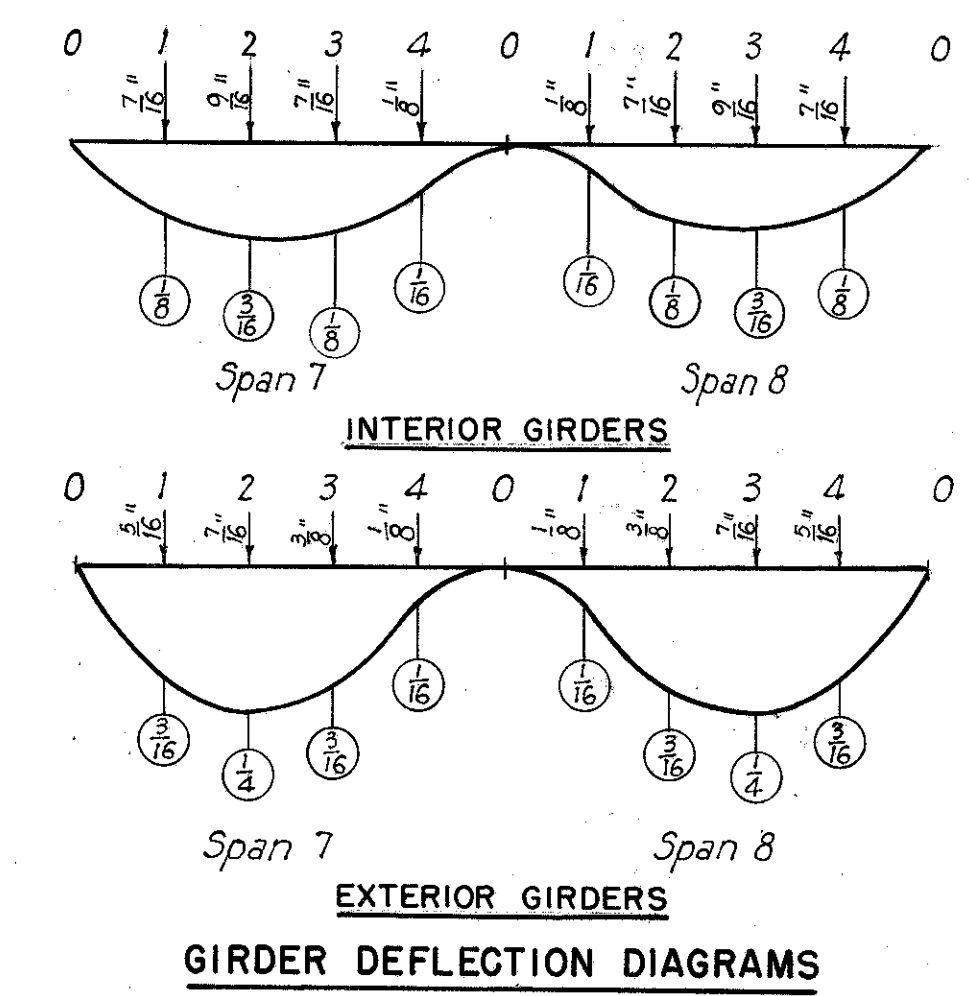 0 1 2 3 4 0 1 2 3 4 0
7/16" 9/16" 7/16" 1/8" 1/8" 7/16" 9/16" 7/16"
1/8 3/16 1/8 1/16 1/16 1/8 3/16 1/8
Span 7 Span 8
INTERIOR GIRDERS
0 1 2 3 4 0 1 2 3 4 0
5/16" 7/16" 3/8" 1/8" 1/8" 3/8" 7/16" 5/16"
3/16 1/4 3/16 1/16 1/16 3/16 1/4 3/16
Span 7 Span 8
EXTERIOR GIRDERS
GIRDER DEFLECTION DIAGRAMS